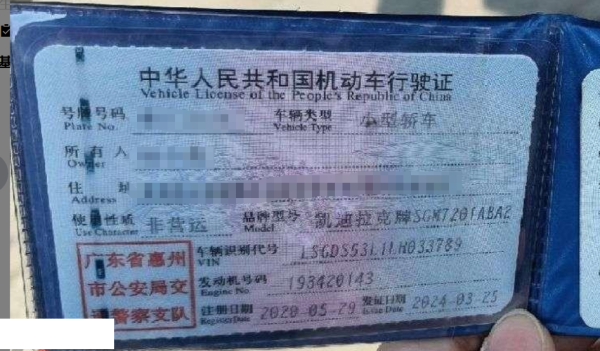 中华人民共和国机动车行驶证
Vehicle License of the People's Republic of China
号牌号码 车辆类型 小型轿车
Plate No. Vehicle Type
所有人
Owner
住址
Address
使用性质 非营运 品牌型号 凯迪拉克牌SGM7201ABA2
Use Character Model
广东省惠州
市公安局交
通警察支队
车辆识别代号
VIN
发动机号码 193420143
Engine No.
注册日期 2020-05-29 发证日期 2024-03-25
Register Date Issue Date